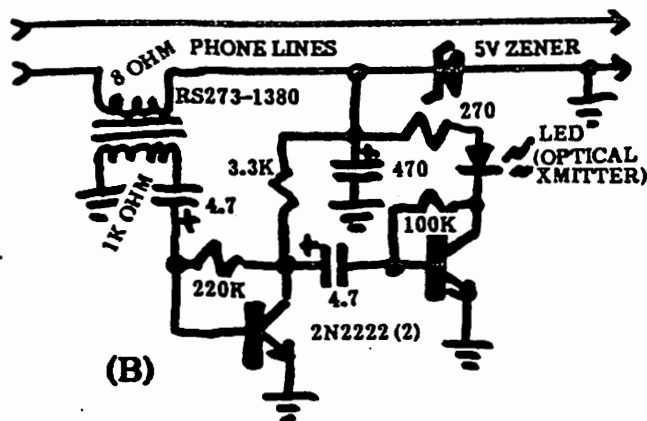 8 OHM
PHONE LINES
5V ZENER
RS273-1380
270
LED
(OPTICAL
XMITTER)
3.3K
+
470
1K OHM
4.7
+
100K
220K
+
4.7
2N2222 (2)
(B)